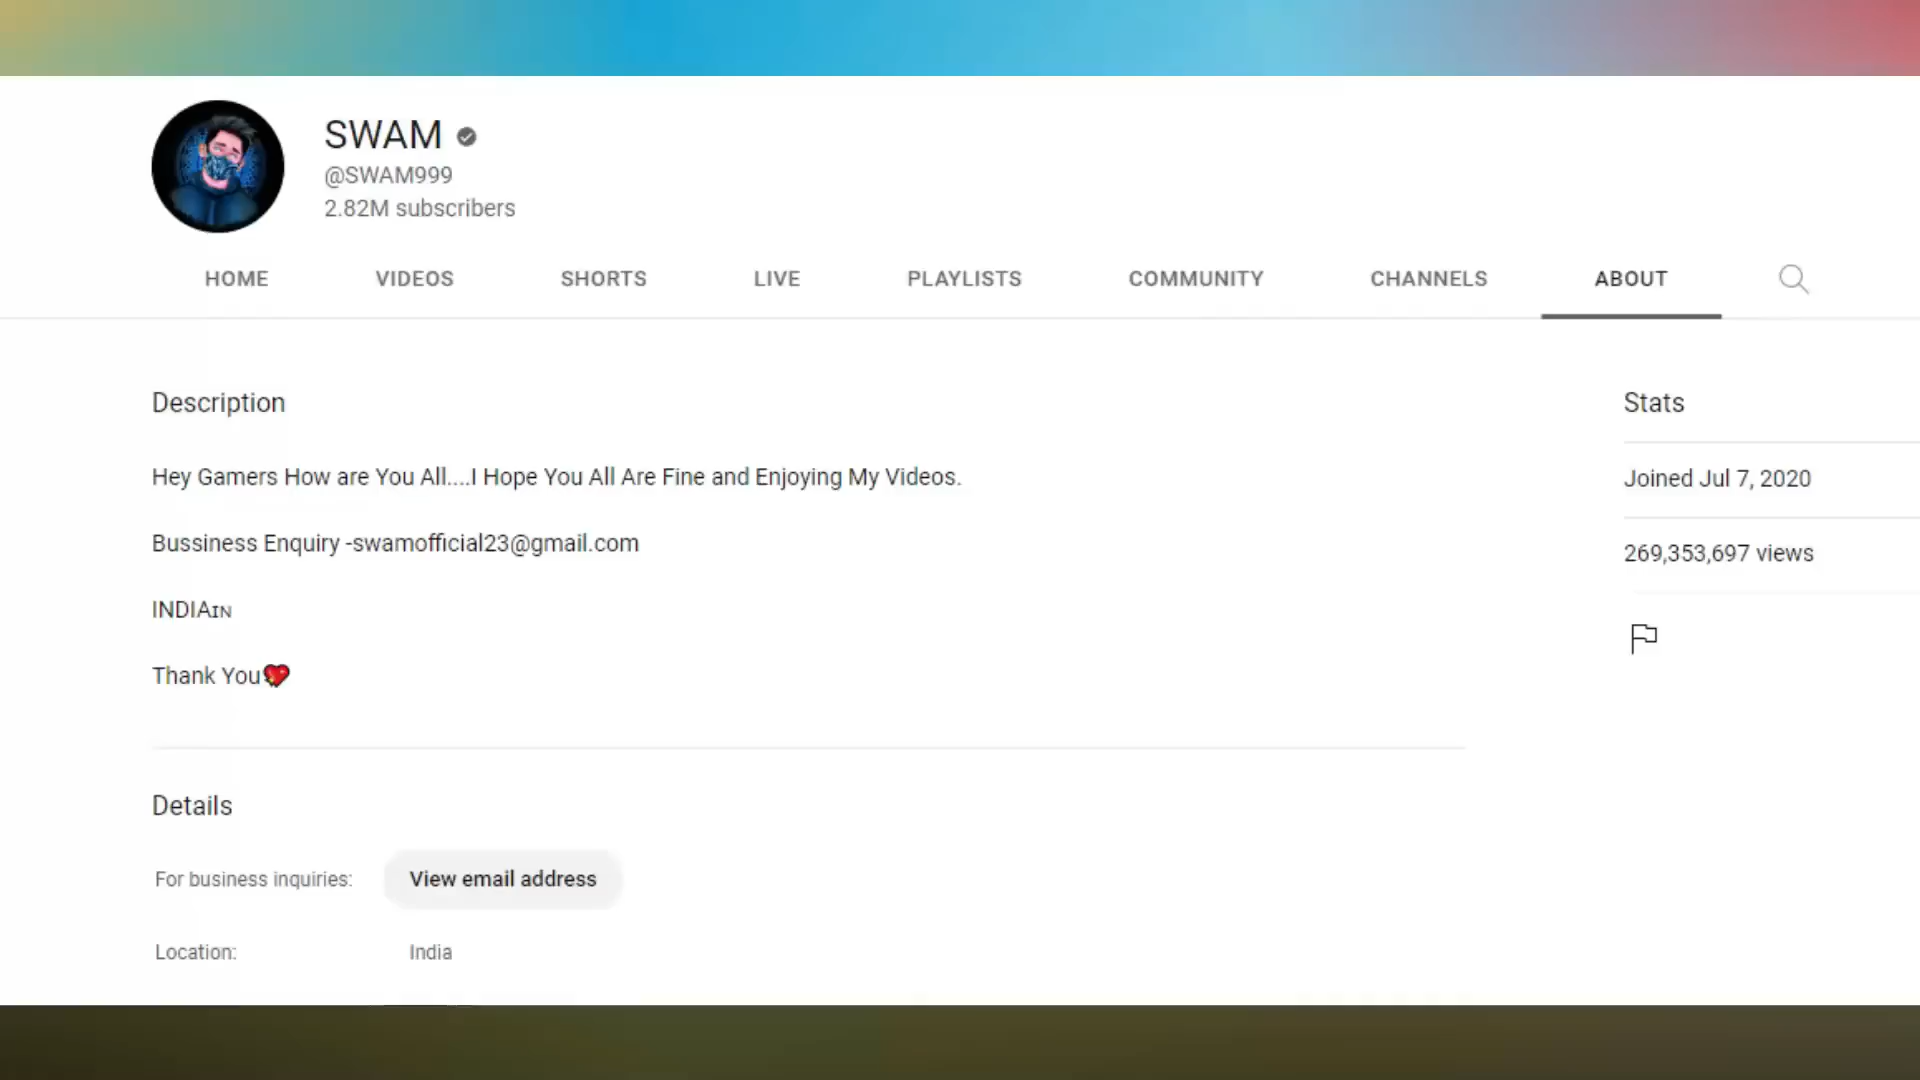 SWAM
@SWAM999
2.82M subscribers
HOME VIDEOS SHORTS LIVE PLAYLISTS COMMUNITY CHANNELS ABOUT
Description
Hey Gamers How are You All....I Hope You All Are Fine and Enjoying My Videos.
Bussiness Enquiry -swamofficial23@gmail.com
INDIAɪɴ
Thank You💖
Details
For business inquiries: View email address
Location: India
Stats
Joined Jul 7, 2020
269,353,697 views